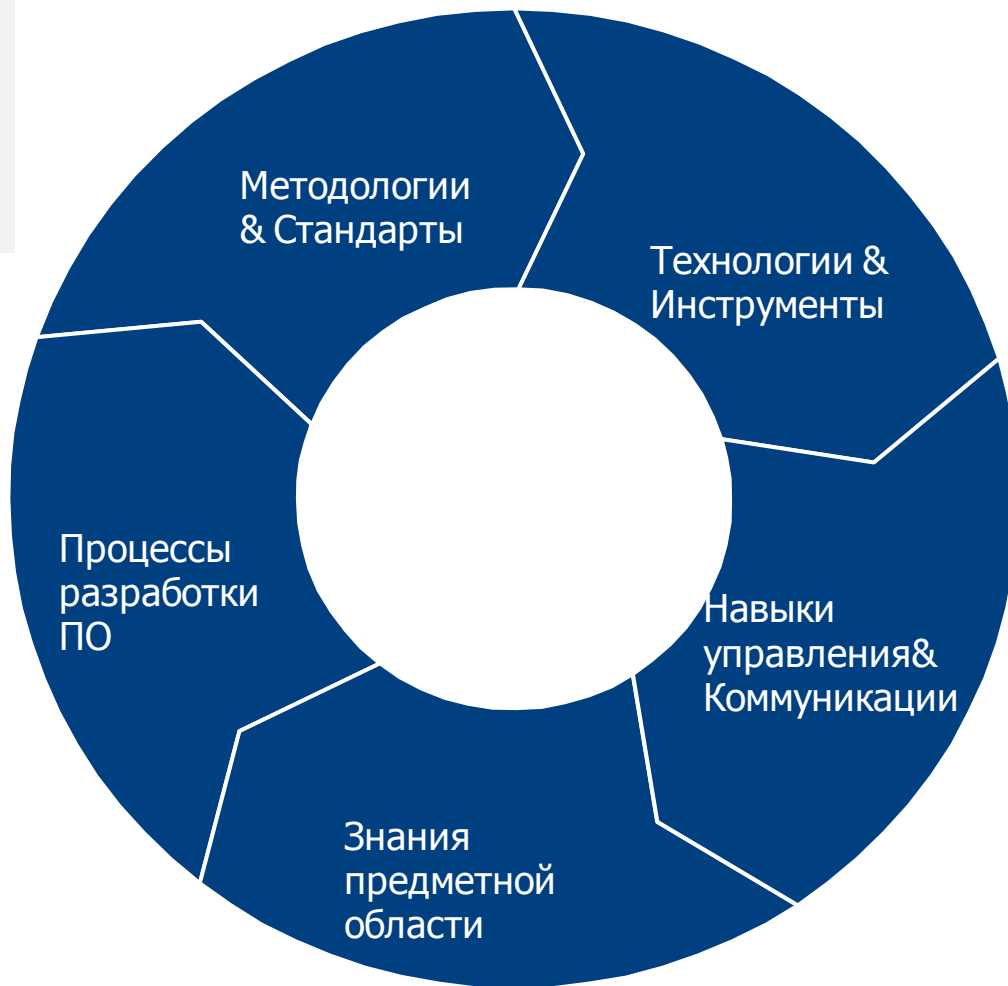 Методологии
& Стандарты
Технологии &
Инструменты
Навыки
управления&
Коммуникации
Знания
предметной
области
Процессы
разработки
ПО